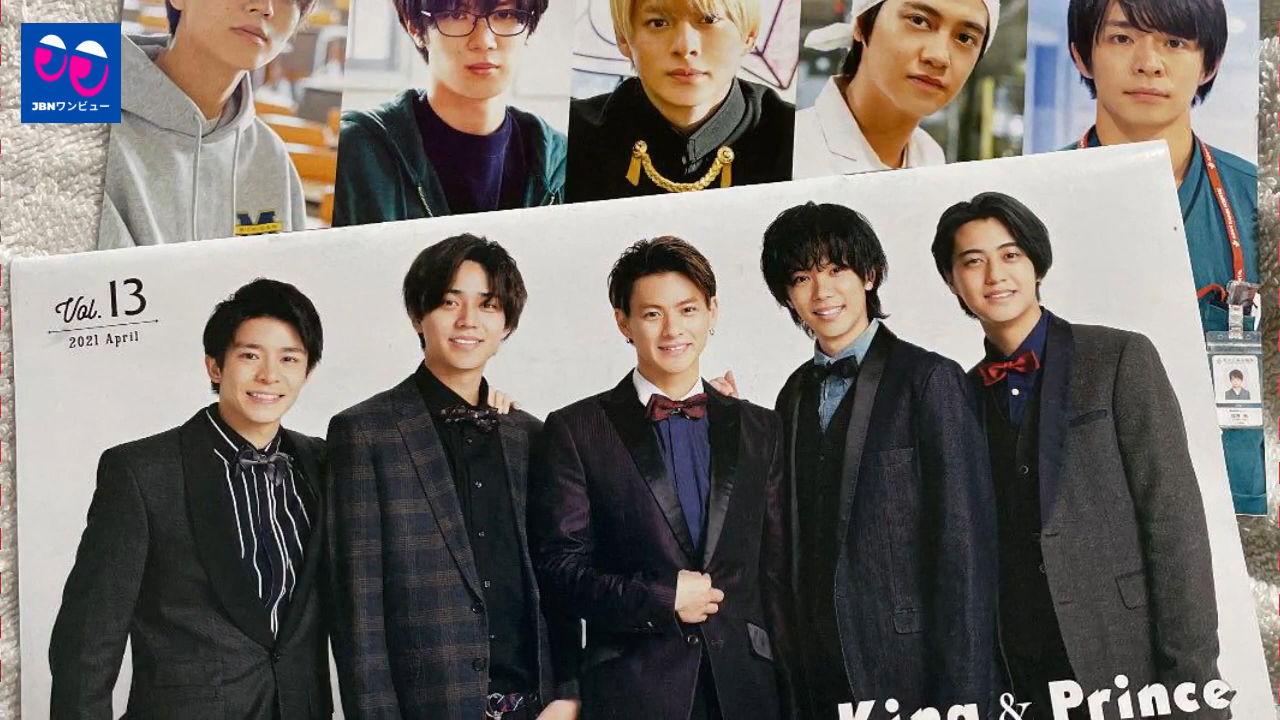 JBNワンビュー
Vol. 13
2021 April
King & Prince